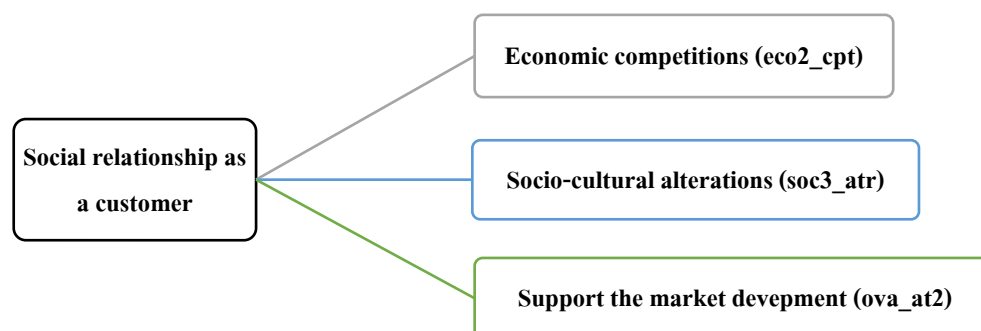 Economic competitions (eco2_cpt)
Social relationship as
a customer
Socio-cultural alterations (soc3_atr)
Support the market devepment (ova_at2)